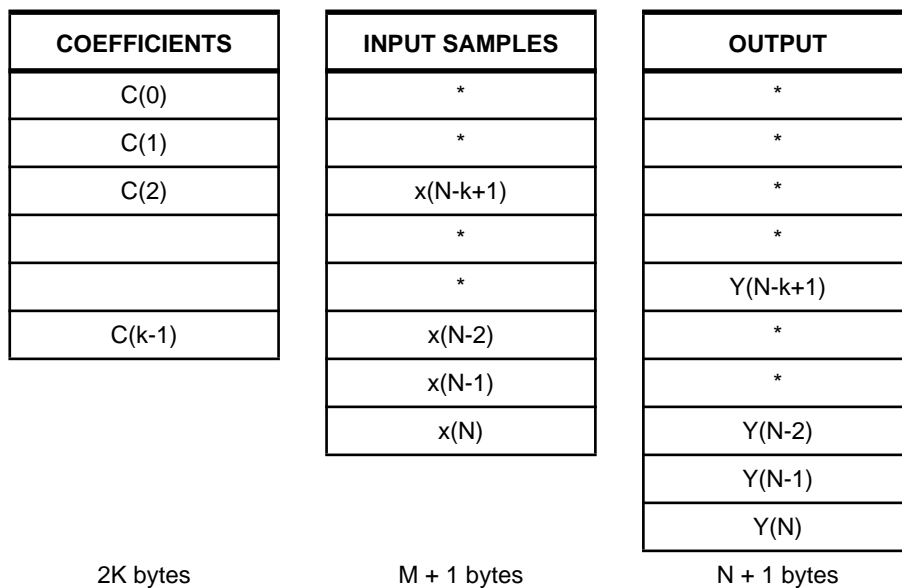 COEFFICIENTS INPUT SAMPLES OUTPUT
C(0) * *
C(1) * *
C(2) x(N-k+1) *
* *
* Y(N-k+1)
C(k-1) x(N-2) *
x(N-1) *
x(N) Y(N-2)
Y(N-1)
Y(N)
2K bytes M + 1 bytes N + 1 bytes